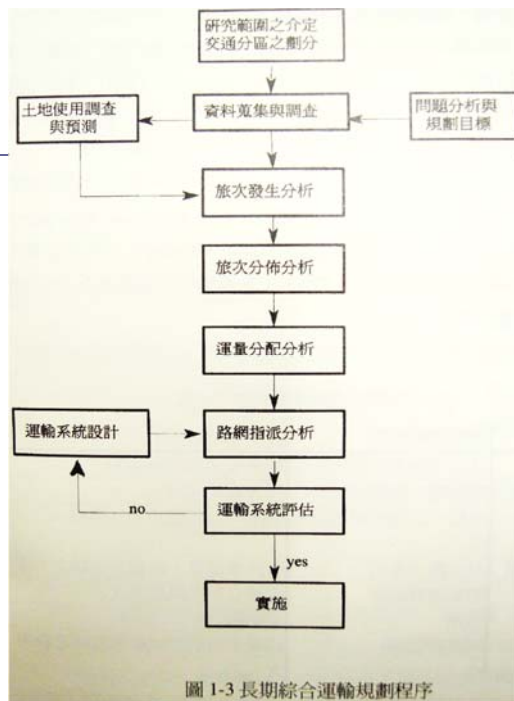 研究範圍之介定
交通分區之劃分
土地使用調查
與預測
資料蒐集與調查
問題分析與
規劃目標
旅次發生分析
旅次分佈分析
運量分配分析
運輸系統設計
路網指派分析
no
運輸系統評估
yes
實施
圖 1-3 長期綜合運輸規劃程序